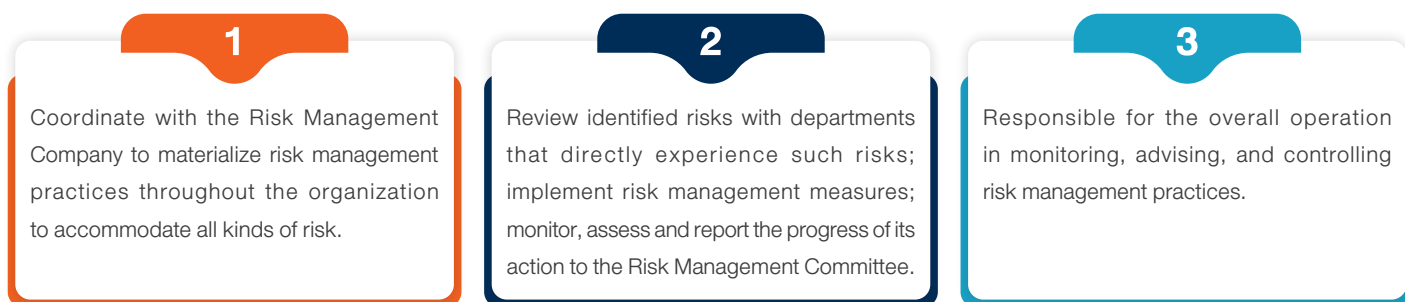 1
Coordinate with the Risk Management
Company to materialize risk management
practices throughout the organization
to accommodate all kinds of risk.
2
Review identified risks with departments
that directly experience such risks;
implement risk management measures;
monitor, assess and report the progress of its
action to the Risk Management Committee.
3
Responsible for the overall operation
in monitoring, advising, and controlling
risk management practices.